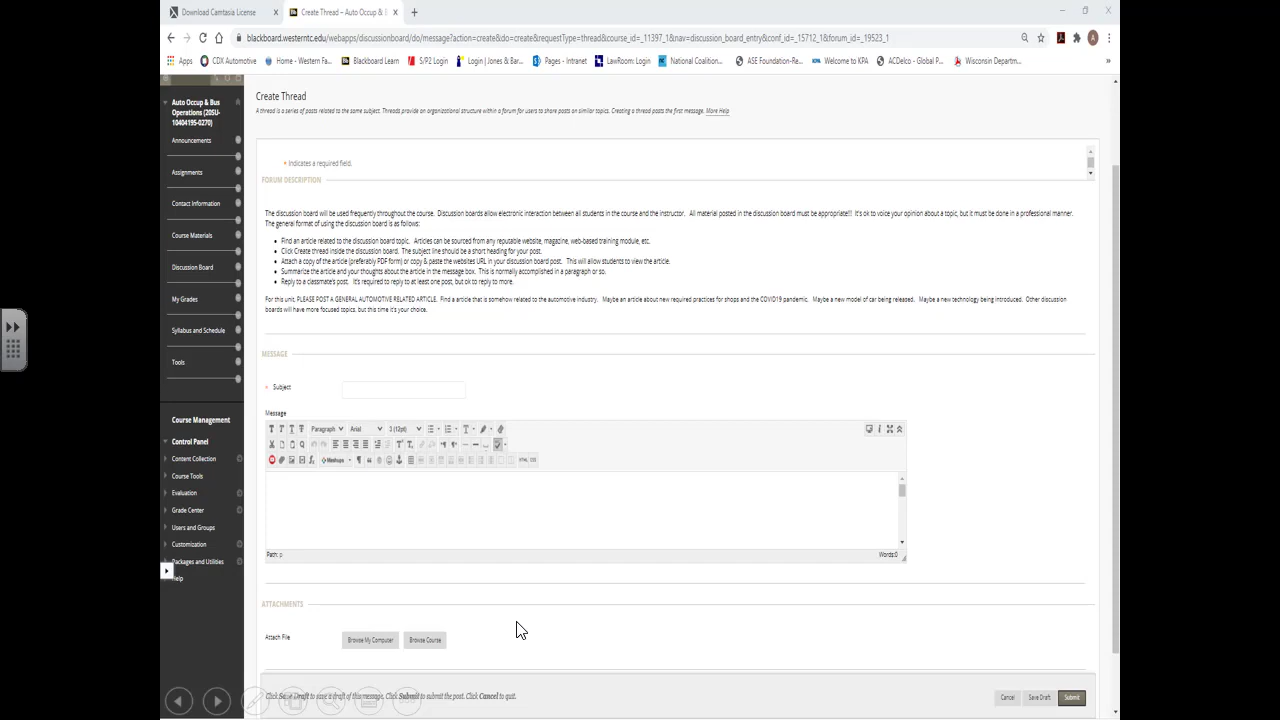 Download Camtasia License
Create Thread – Auto Occup & B
blackboard.westerntc.edu/webapps/discussionboard/do/message?action=create&do=create&requestType=thread&course_id=_11397_1&nav=discussion_board_entry&conf_id=_15712_1&forum_id=_19523_1
Apps CDX Automotive Home - Western Fa... Blackboard Learn S/P2 Login Login | Jones & Bar... Pages - Intranet LawRoom: Login National Coalition... ASE Foundation-Re... Welcome to KPA ACDelco - Global P... Wisconsin Departm... »
Auto Occup & Bus
Operations (20SU-
10404195-0270)
Announcements
Assignments
Contact Information
Course Materials
Discussion Board
My Grades
Syllabus and Schedule
Tools
Course Management
Control Panel
Content Collection
Course Tools
Evaluation
Grade Center
Users and Groups
Customization
Packages and Utilities
Help
Create Thread
A thread is a series of posts related to the same subject. Threads provide an organizational structure within a forum for users to share posts on similar topics. Creating a thread posts the first message. More Help
* Indicates a required field.
FORUM DESCRIPTION
The discussion board will be used frequently throughout the course. Discussion boards allow electronic interaction between all students in the course and the instructor. All material posted in the discussion board must be appropriate!!! It's ok to voice your opinion about a topic, but it must be done in a professional manner.
The general format of using the discussion board is as follows:
• Find an article related to the discussion board topic. Articles can be sourced from any reputable website, magazine, web-based training module, etc.
• Click Create thread inside the discussion board. The subject line should be a short heading for your post.
• Attach a copy of the article (preferably PDF form) or copy & paste the websites URL in your discussion board post. This will allow students to view the article.
• Summarize the article and your thoughts about the article in the message box. This is normally accomplished in a paragraph or so.
• Reply to a classmate's post. It's required to reply to at least one post, but ok to reply to more.
For this unit, PLEASE POST A GENERAL AUTOMOTIVE RELATED ARTICLE. Find a article that is somehow related to the automotive industry. Maybe an article about new required practices for shops and the COVID19 pandemic. Maybe a new model of car being released. Maybe a new technology being introduced. Other discussion
boards will have more focused topics, but this time it's your choice.
MESSAGE
* Subject
Message
T T T T Paragraph Arial 3 (12pt)
Mashups HTML CSS
Path: p Words:0
ATTACHMENTS
Attach File Browse My Computer Browse Course
Click Save Draft to save a draft of this message. Click Submit to submit the post. Click Cancel to quit.
Cancel Save Draft Submit